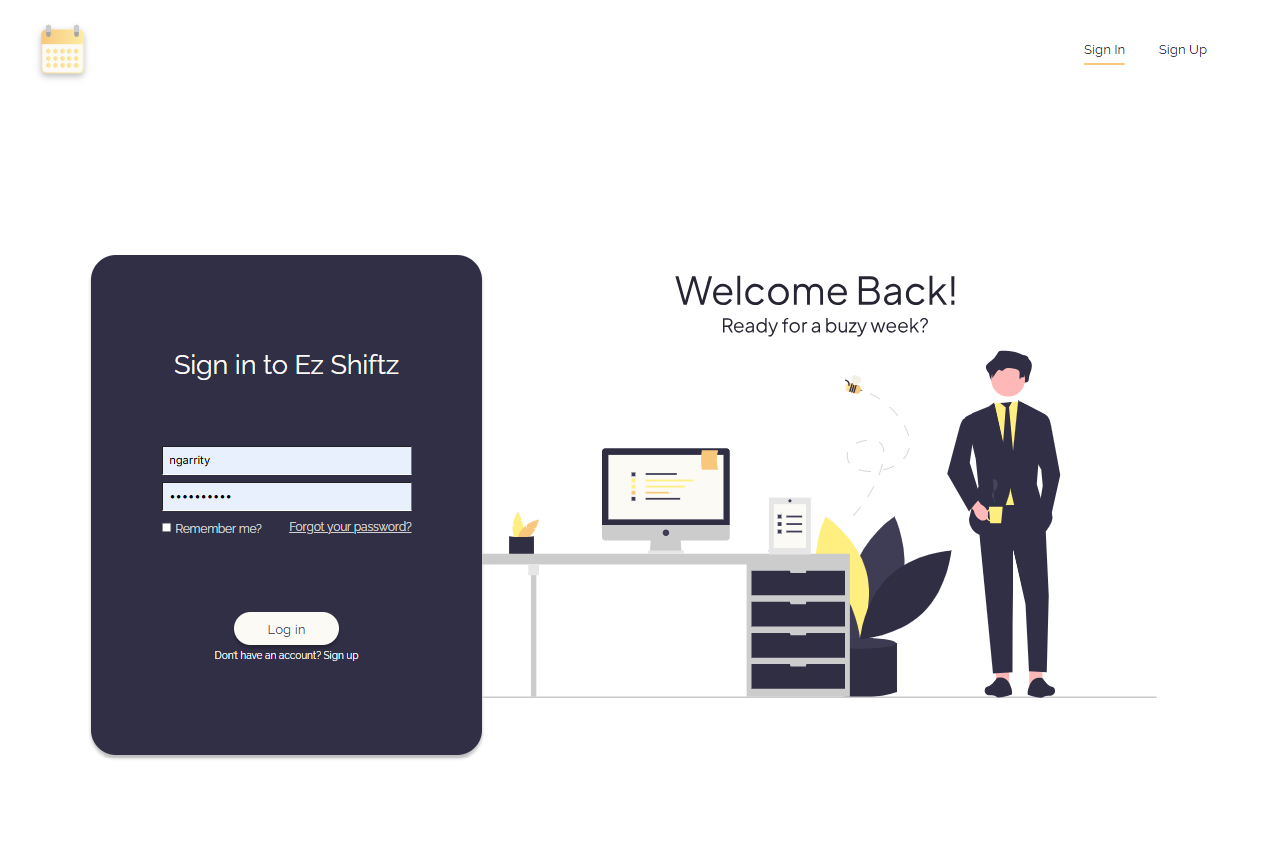 Sign In
Sign Up
Welcome Back!
Ready for a buzy week?
Sign in to Ez Shiftz
ngarrity
••••••••••
Remember me?
Forgot your password?
Log in
Don't have an account? Sign up